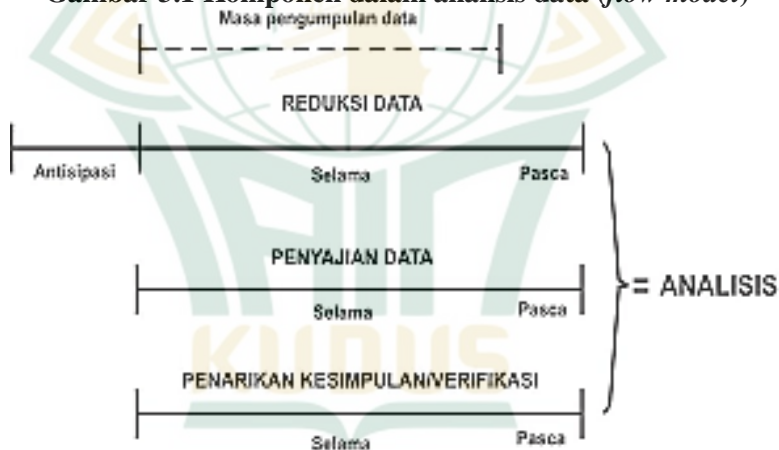 Gambar 3.1 Komponen dalam analisis data (flow model)
Masa pengumpulan data
REDUKSI DATA
Antisipasi Selama Pasca
PENYAJIAN DATA
= ANALISIS
Selama Pasca
KUDUS
PENARIKAN KESIMPULAN/VERIFIKASI
Selama Pasca